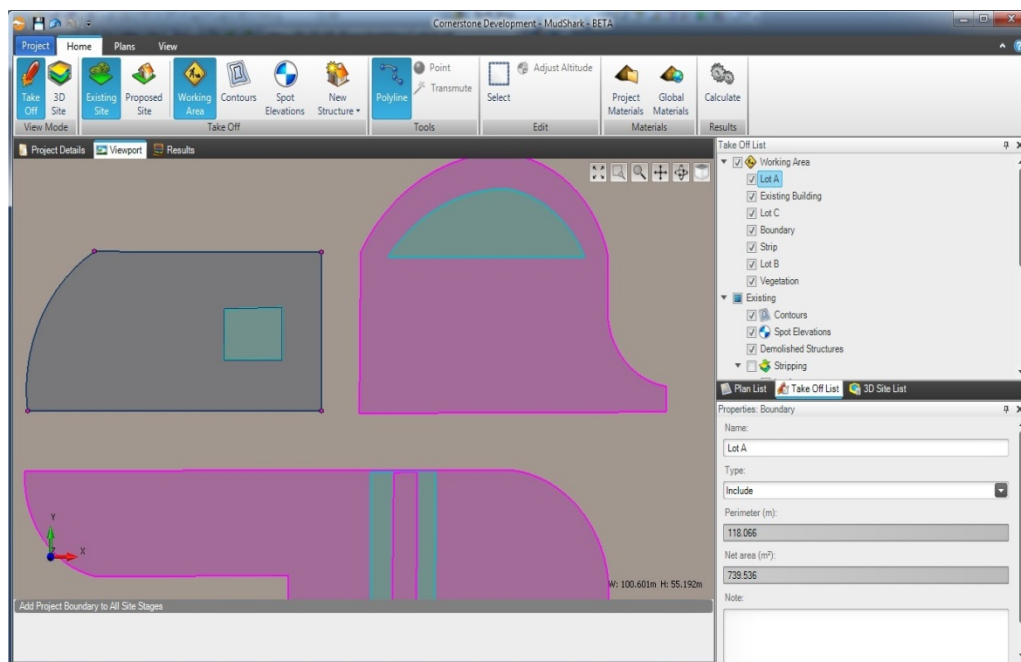 Cornerstone Development - MudShark - BETA
Project Home Plans View
Take Off
3D Site
Existing Site
Proposed Site
Working Area
Contours
Spot Elevations
New Structure
Polyline
Point
Transmute
Select
Adjust Altitude
Project Materials
Global Materials
Calculate
View Mode Take Off Tools Edit Materials Results
Project Details Viewport Results
Take Off List
Working Area
Lot A
Existing Building
Lot C
Boundary
Strip
Lot B
Vegetation
Existing
Contours
Spot Elevations
Demolished Structures
Stripping
Plan List Take Off List 3D Site List
Properties: Boundary
Name:
Lot A
Type:
Include
Perimeter (m):
118.066
Net area (m²):
739.536
Note:
Y
Z X
W: 100.601m H: 55.192m
Add Project Boundary to All Site Stages